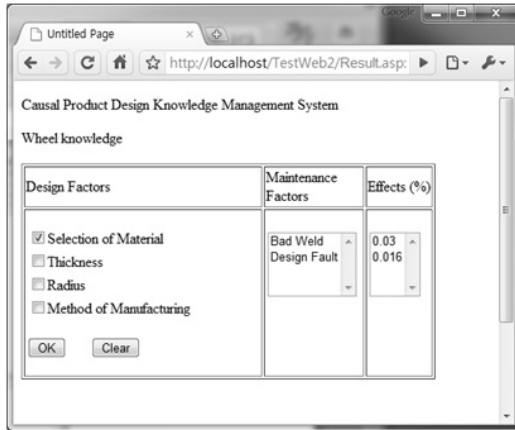 Google
Untitled Page
http://localhost/TestWeb2/Result.asp
Causal Product Design Knowledge Management System
Wheel knowledge
Design Factors
Maintenance
Factors
Effects (%)
Selection of Material
Thickness
Radius
Method of Manufacturing
Bad Weld
Design Fault
0.03
0.016
OK
Clear